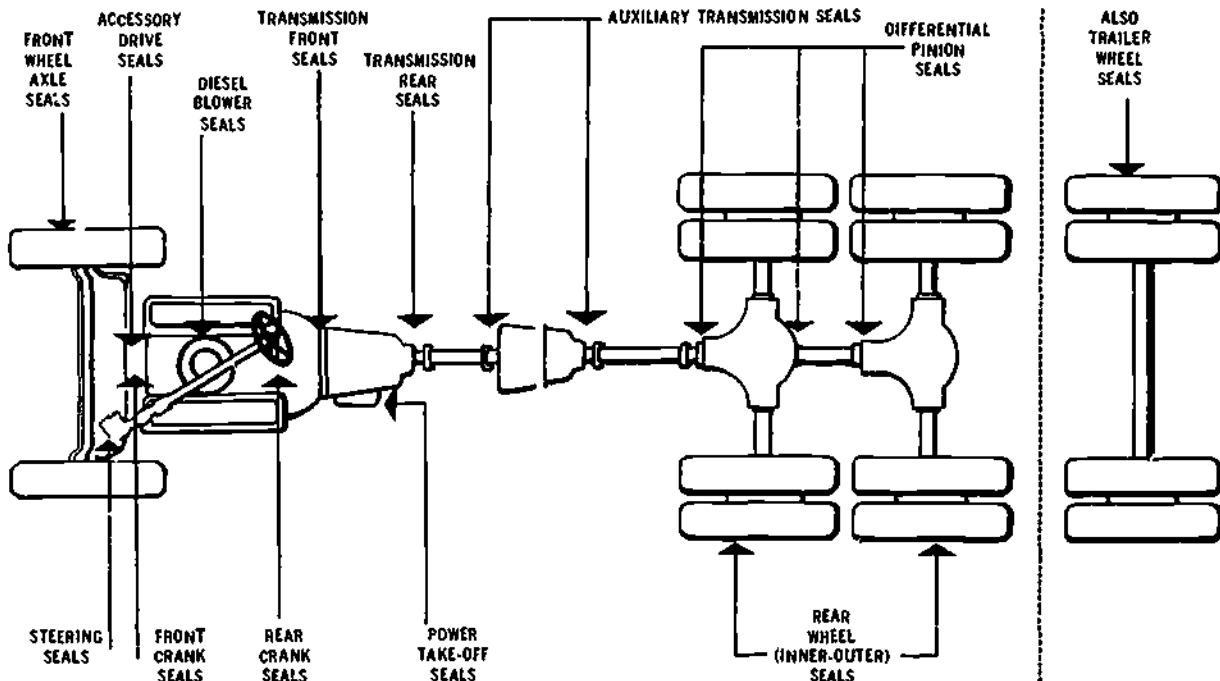 FRONT
WHEEL
AXLE
SEALS
ACCESSORY
DRIVE
SEALS
DIESEL
BLOWER
SEALS
TRANSMISSION
FRONT
SEALS
TRANSMISSION
REAR
SEALS
AUXILIARY TRANSMISSION SEALS
DIFFERENTIAL
PINION
SEALS
ALSO
TRAILER
WHEEL
SEALS
STEERING
SEALS
FRONT
CRANK
SEALS
REAR
CRANK
SEALS
POWER
TAKE-OFF
SEALS
REAR
WHEEL
(INNER-OUTER)
SEALS